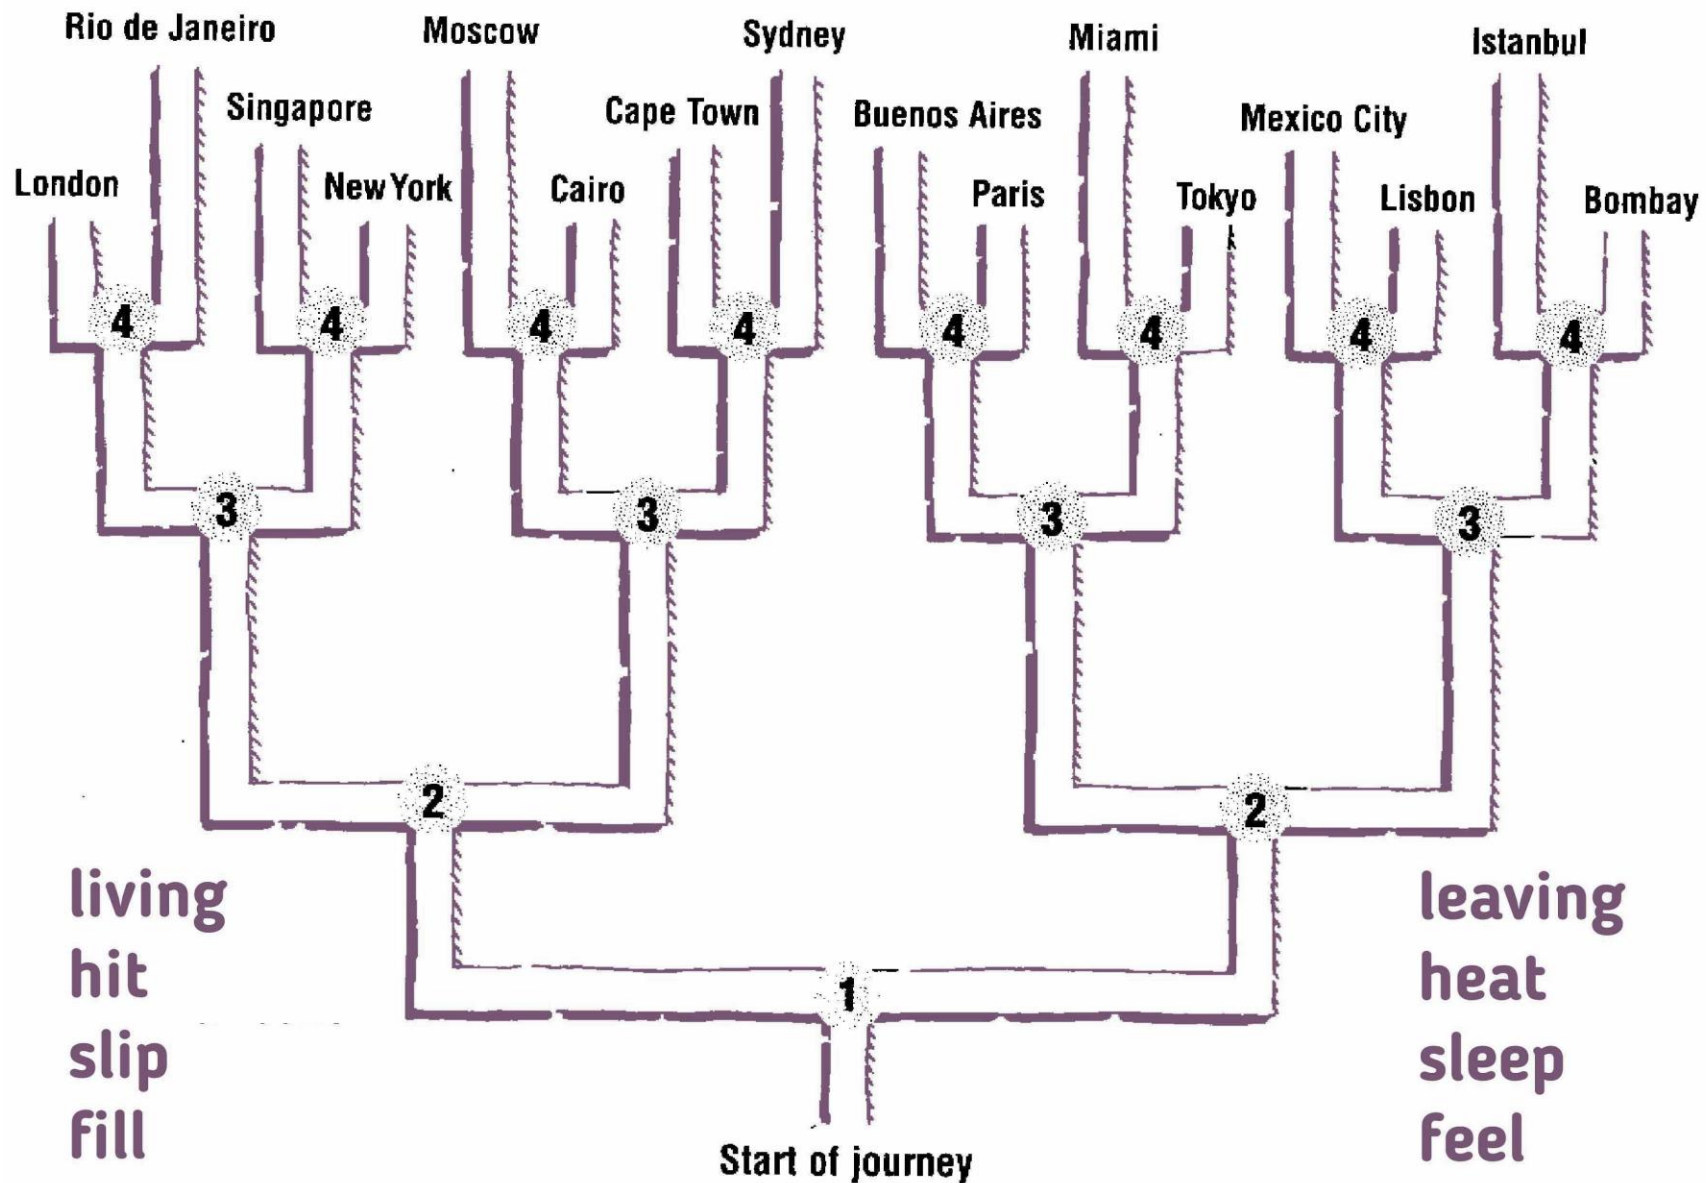 Rio de Janeiro
Moscow
Sydney
Miami
Istanbul
Singapore
Cape Town
Buenos Aires
Mexico City
London
New York
Cairo
Paris
Tokyo
Lisbon
Bombay
4
4
4
4
4
4
4
4
3
3
3
3
2
2
1
living
hit
slip
fill
leaving
heat
sleep
feel
Start of journey